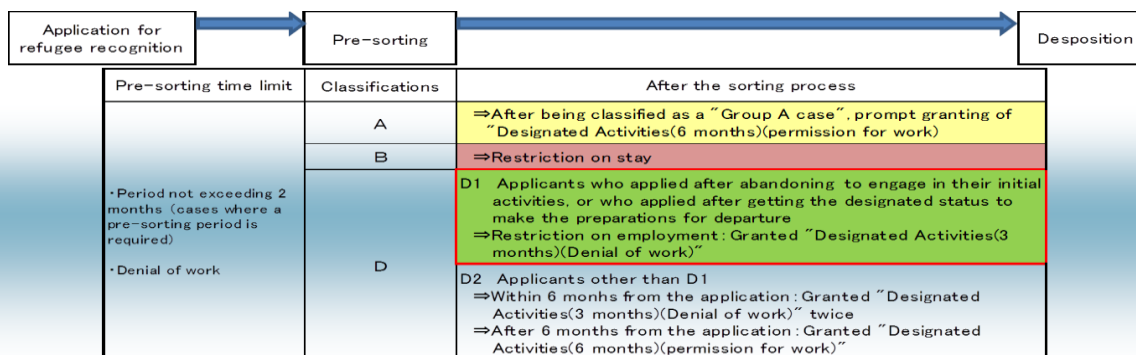 Application for
refugee recognition
Pre-sorting
Desposition
Pre-sorting time limit
Classifications
After the sorting process
・Period not exceeding 2
months (cases where a
pre-sorting period is
required)
・Denial of work
A
⇒After being classified as a "Group A case", prompt granting of
"Designated Activities(6 months)(permission for work)
B
⇒Restriction on stay
D
D1 Applicants who applied after abandoning to engage in their initial
activities, or who applied after getting the designated status to
make the preparations for departure
⇒Restriction on employment: Granted "Designated Activities(3
months)(Denial of work)"
D2 Applicants other than D1
⇒Within 6 monhs from the application: Granted "Designated
Activities(3 months)(Denial of work)" twice
⇒After 6 months from the application: Granted "Designated
Activities(6 months)(permission for work)"